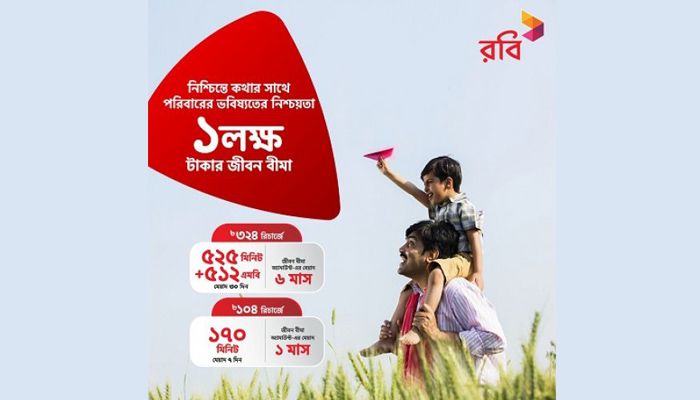 রবি
নিশ্চিন্তে কথার সাথে
পরিবারের ভবিষ্যতের নিশ্চয়তা
১লক্ষ
টাকার জীবন বীমা
৳৩২৪ রিচার্জে
৫২৫ মিনিট
+৫১২ এমবি
মেয়াদ ৩০ দিন
জীবন বীমা
অ্যামাউন্ট-এর মেয়াদ
৬ মাস
৳১০৪ রিচার্জে
১৭০
মিনিট
মেয়াদ ৭ দিন
জীবন বীমা
অ্যামাউন্ট-এর মেয়াদ
১ মাস